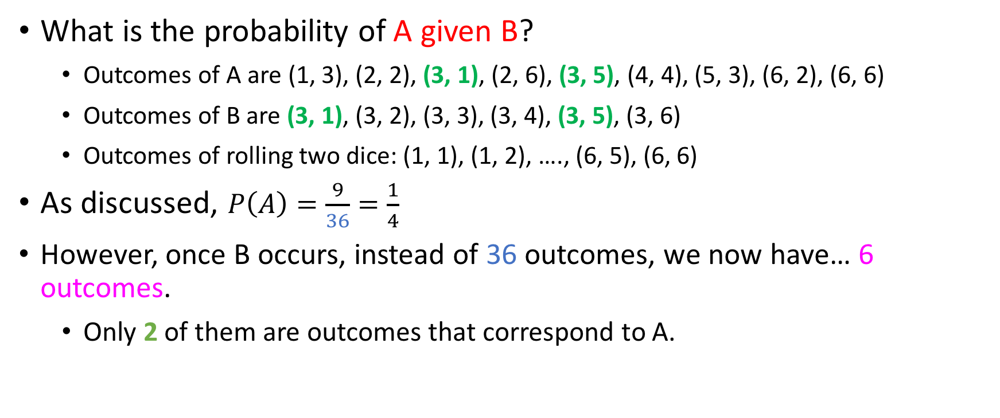 • What is the probability of A given B?
• Outcomes of A are (1, 3), (2, 2), (3, 1), (2, 6), (3, 5), (4, 4), (5, 3), (6, 2), (6, 6)
• Outcomes of B are (3, 1), (3, 2), (3, 3), (3, 4), (3, 5), (3, 6)
• Outcomes of rolling two dice: (1, 1), (1, 2), …., (6, 5), (6, 6)
• As discussed, P(A) = 9/36 = 1/4
• However, once B occurs, instead of 36 outcomes, we now have… 6
outcomes.
• Only 2 of them are outcomes that correspond to A.